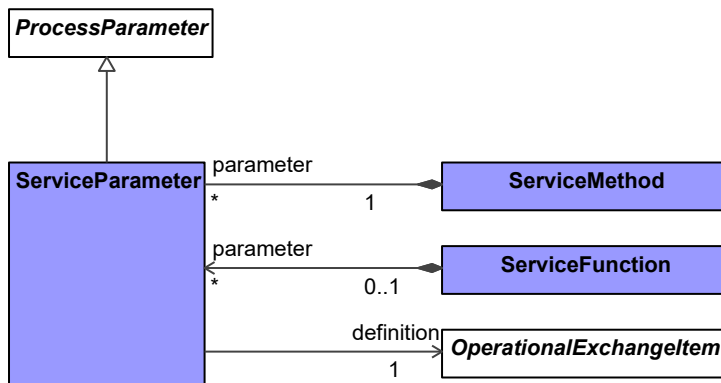 ProcessParameter
ServiceParameter
parameter
*
1
ServiceMethod
parameter
*
0..1
ServiceFunction
definition
1
OperationalExchangeItem